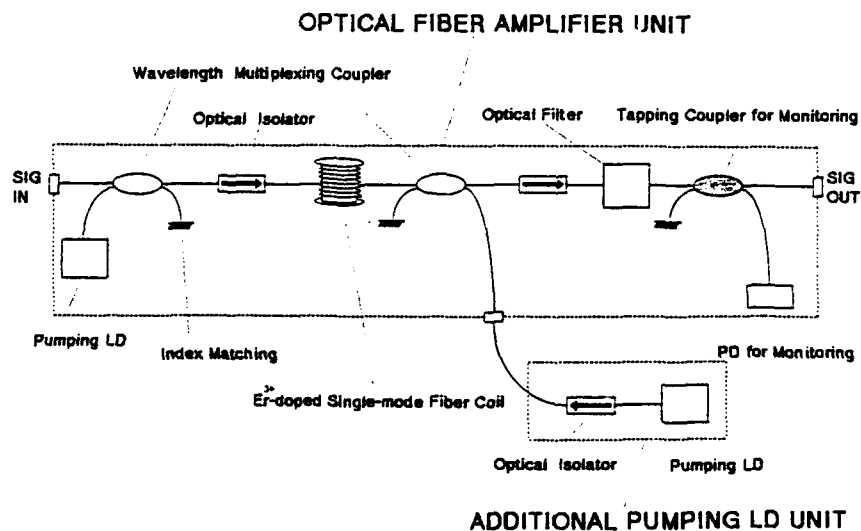 OPTICAL FIBER AMPLIFIER UNIT
Wavelength Multiplexing Coupler
Optical Isolator
Optical Filter
Tapping Coupler for Monitoring
SIG
IN
SIG
OUT
Pumping LD
Index Matching
PD for Monitoring
Er³⁺-doped Single-mode Fiber Coil
Optical Isolator
Pumping LD
ADDITIONAL PUMPING LD UNIT